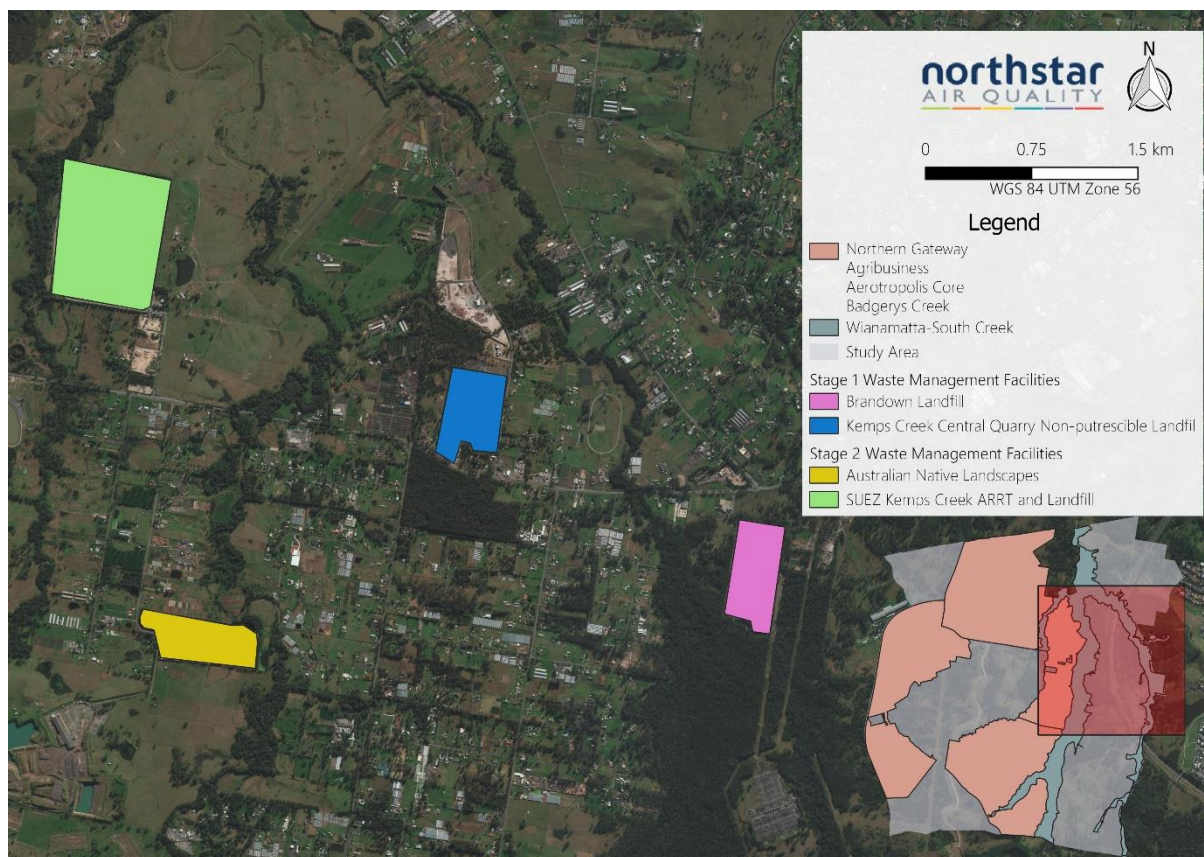 northstar
AIR QUALITY
N
0 0.75 1.5 km
WGS 84 UTM Zone 56
Legend
Northern Gateway
Agribusiness
Aerotropolis Core
Badgerys Creek
Wianamatta-South Creek
Study Area
Stage 1 Waste Management Facilities
Brandown Landfill
Kemps Creek Central Quarry Non-putrescible Landfil
Stage 2 Waste Management Facilities
Australian Native Landscapes
SUEZ Kemps Creek ARRT and Landfill